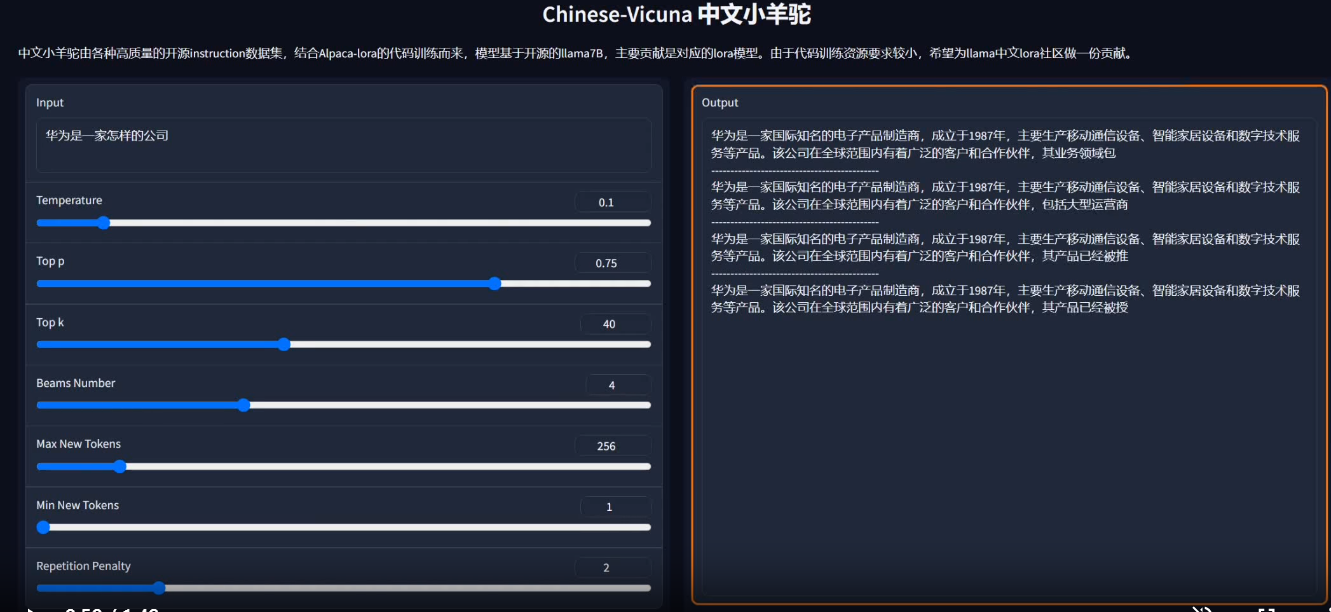 Chinese-Vicuna 中文小羊驼
中文小羊驼由各种高质量的开源instruction数据集，结合Alpaca-lora的代码训练而来，模型基于开源的llama7B，主要贡献是对应的lora模型。由于代码训练资源要求较小，希望为llama中文lora社区做一份贡献。
Input
华为是一家怎样的公司
Temperature
0.1
Top p
0.75
Top k
40
Beams Number
4
Max New Tokens
256
Min New Tokens
1
Repetition Penalty
2
Output
华为是一家国际知名的电子产品制造商，成立于1987年，主要生产移动通信设备、智能家居设备和数字技术服
务等产品。该公司在全球范围内有着广泛的客户和合作伙伴，其业务领域包
--------------------------------------------
华为是一家国际知名的电子产品制造商，成立于1987年，主要生产移动通信设备、智能家居设备和数字技术服
务等产品。该公司在全球范围内有着广泛的客户和合作伙伴，包括大型运营商
--------------------------------------------
华为是一家国际知名的电子产品制造商，成立于1987年，主要生产移动通信设备、智能家居设备和数字技术服
务等产品。该公司在全球范围内有着广泛的客户和合作伙伴，其产品已经被推
--------------------------------------------
华为是一家国际知名的电子产品制造商，成立于1987年，主要生产移动通信设备、智能家居设备和数字技术服
务等产品。该公司在全球范围内有着广泛的客户和合作伙伴，其产品已经被授